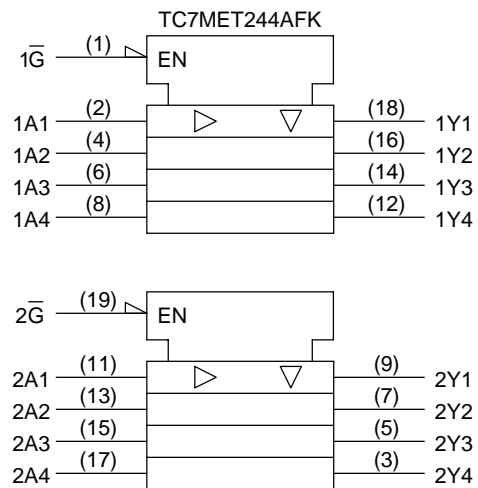 TC7MET244AFK
1G̅ (1) EN
1A1 (2) (18) 1Y1
1A2 (4) (16) 1Y2
1A3 (6) (14) 1Y3
1A4 (8) (12) 1Y4
2G̅ (19) EN
2A1 (11) (9) 2Y1
2A2 (13) (7) 2Y2
2A3 (15) (5) 2Y3
2A4 (17) (3) 2Y4